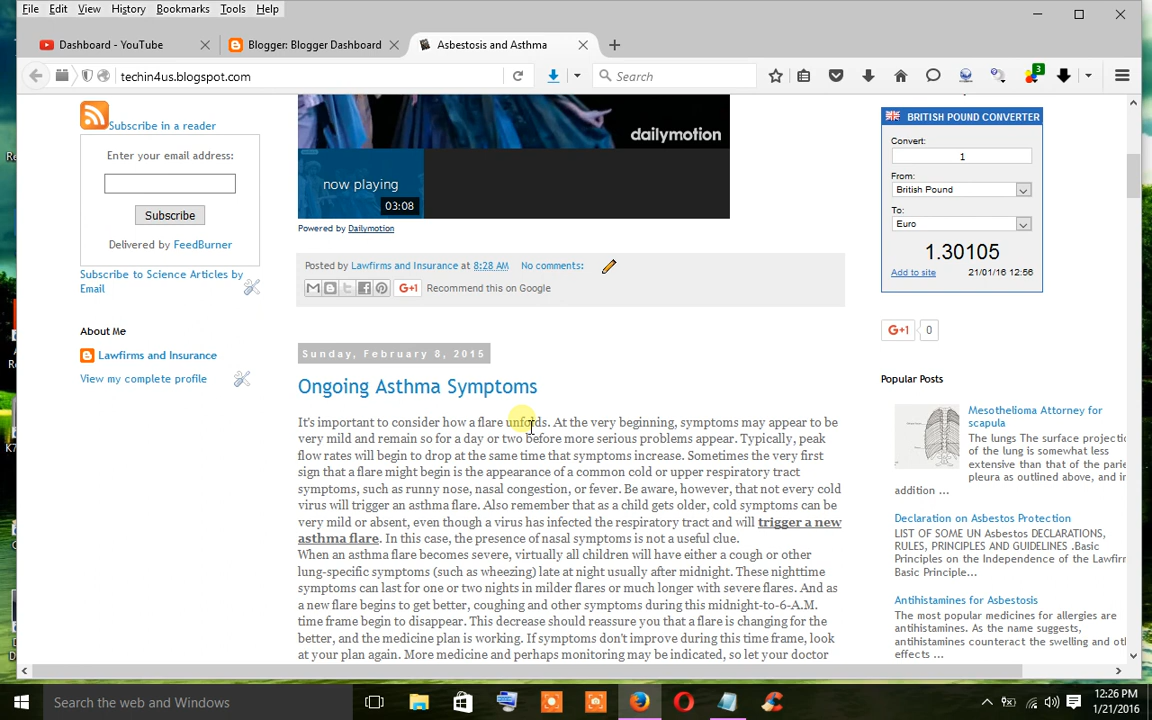 File Edit View History Bookmarks Tools Help
Dashboard - YouTube
Blogger: Blogger Dashboard
Asbestosis and Asthma
techin4us.blogspot.com
Search
3
Subscribe in a reader
Enter your email address:
Subscribe
Delivered by FeedBurner
Subscribe to Science Articles by
Email
About Me
Lawfirms and Insurance
View my complete profile
dailymotion
now playing
03:08
Powered by Dailymotion
Posted by Lawfirms and Insurance at 8:28 AM No comments:
G+1 Recommend this on Google
Sunday, February 8, 2015
Ongoing Asthma Symptoms
It's important to consider how a flare unfolds. At the very beginning, symptoms may appear to be
very mild and remain so for a day or two before more serious problems appear. Typically, peak
flow rates will begin to drop at the same time that symptoms increase. Sometimes the very first
sign that a flare might begin is the appearance of a common cold or upper respiratory tract
symptoms, such as runny nose, nasal congestion, or fever. Be aware, however, that not every cold
virus will trigger an asthma flare. Also remember that as a child gets older, cold symptoms can be
very mild or absent, even though a virus has infected the respiratory tract and will trigger a new
asthma flare. In this case, the presence of nasal symptoms is not a useful clue.
When an asthma flare becomes severe, virtually all children will have either a cough or other
lung-specific symptoms (such as wheezing) late at night usually after midnight. These nighttime
symptoms can last for one or two nights in milder flares or much longer with severe flares. And as
a new flare begins to get better, coughing and other symptoms during this midnight-to-6-A.M.
time frame begin to disappear. This decrease should reassure you that a flare is changing for the
better, and the medicine plan is working. If symptoms don't improve during this time frame, look
at your plan again. More medicine and perhaps monitoring may be indicated, so let your doctor
BRITISH POUND CONVERTER
Convert:
1
From:
British Pound
To:
Euro
1.30105
Add to site 21/01/16 12:56
G+1 0
Popular Posts
Mesothelioma Attorney for
scapula
The lungs The surface projectio
of the lung is somewhat less
extensive than that of the parie
pleura as outlined above, and in
addition ...
Declaration on Asbestos Protection
LIST OF SOME UN Asbestos DECLARATIONS,
RULES, PRINCIPLES AND GUIDELINES .Basic
Principles on the Independence of the Lawfirm
Basic Principle...
Antihistamines for Asbestosis
The most popular medicines for allergies are
antihistamines. As the name suggests,
antihistamines counteract the swelling and oth
effects ...
Search the web and Windows
12:26 PM
1/21/2016